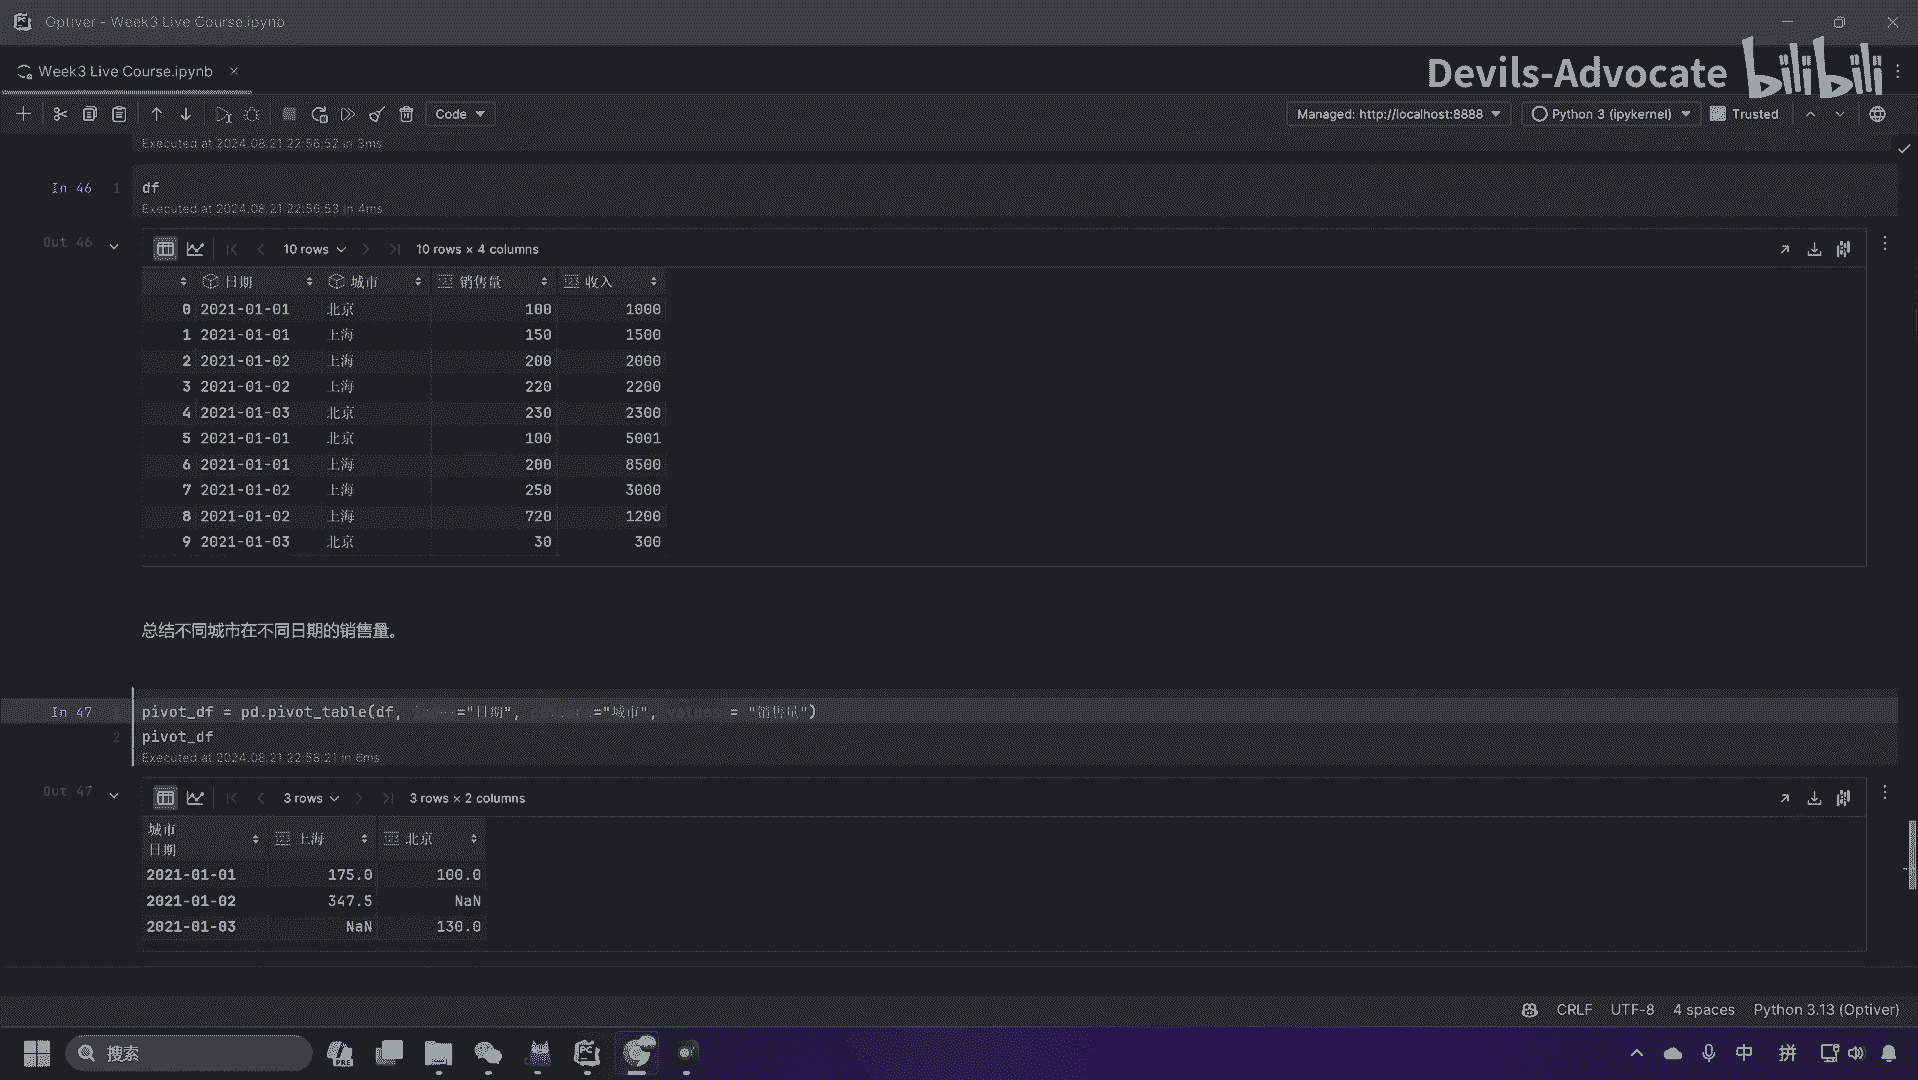 Optiver - Week3 Live Course.ipynb
Week3 Live Course.ipynb
Devils-Advocate bilibili
Code
Managed: http://localhost:8888
Python 3 (ipykernel)
Trusted
Executed at 2024.08.21 22:56:52 in 3ms
In 46
1 df
Executed at 2024.08.21 22:56:53 in 4ms
Out 46
10 rows
10 rows × 4 columns
日期 城市 销售量 收入
0 2021-01-01 北京 100 1000
1 2021-01-01 上海 150 1500
2 2021-01-02 上海 200 2000
3 2021-01-02 上海 220 2200
4 2021-01-03 北京 230 2300
5 2021-01-01 北京 100 5001
6 2021-01-01 上海 200 8500
7 2021-01-02 上海 250 3000
8 2021-01-02 上海 720 1200
9 2021-01-03 北京 30 300
总结不同城市在不同日期的销售量。
In 47
pivot_df = pd.pivot_table(df, ="日期", ="城市", values = "销售量")
2 pivot_df
Executed at 2024.08.21 22:58:21 in 6ms
Out 47
3 rows
3 rows × 2 columns
城市
日期
上海 北京
2021-01-01 175.0 100.0
2021-01-02 347.5 NaN
2021-01-03 NaN 130.0
CRLF UTF-8 4 spaces Python 3.13 (Optiver)
搜索
PRE
PC
中
拼